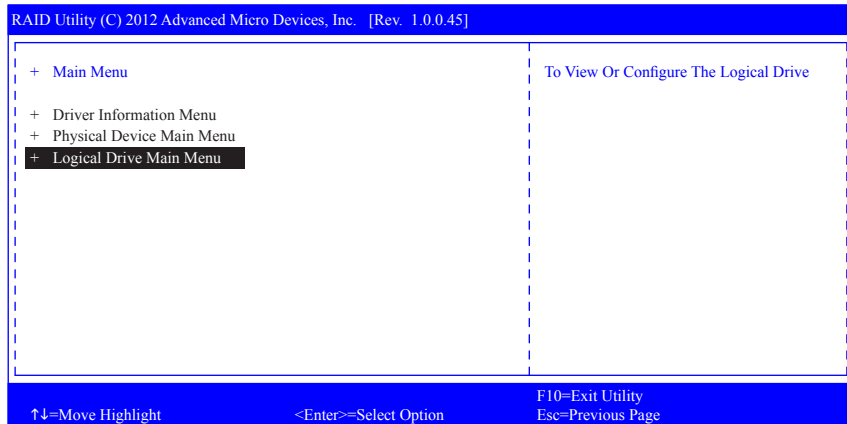 RAID Utility (C) 2012 Advanced Micro Devices, Inc. [Rev. 1.0.0.45]
+ Main Menu
+ Driver Information Menu
+ Physical Device Main Menu
+ Logical Drive Main Menu
To View Or Configure The Logical Drive
↑↓=Move Highlight <Enter>=Select Option
F10=Exit Utility
Esc=Previous Page